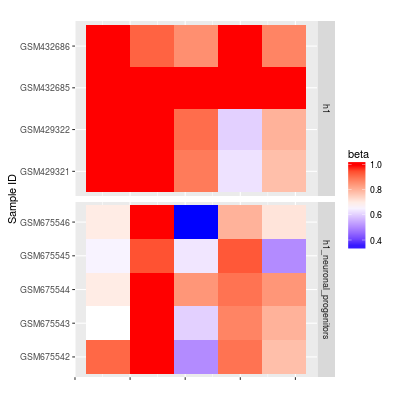 GSM432686
GSM432685
GSM429322
GSM429321
h1
GSM675546
GSM675545
GSM675544
GSM675543
GSM675542
h1_neuronal_progenitors
Sample ID
beta
1.0
0.8
0.6
0.4